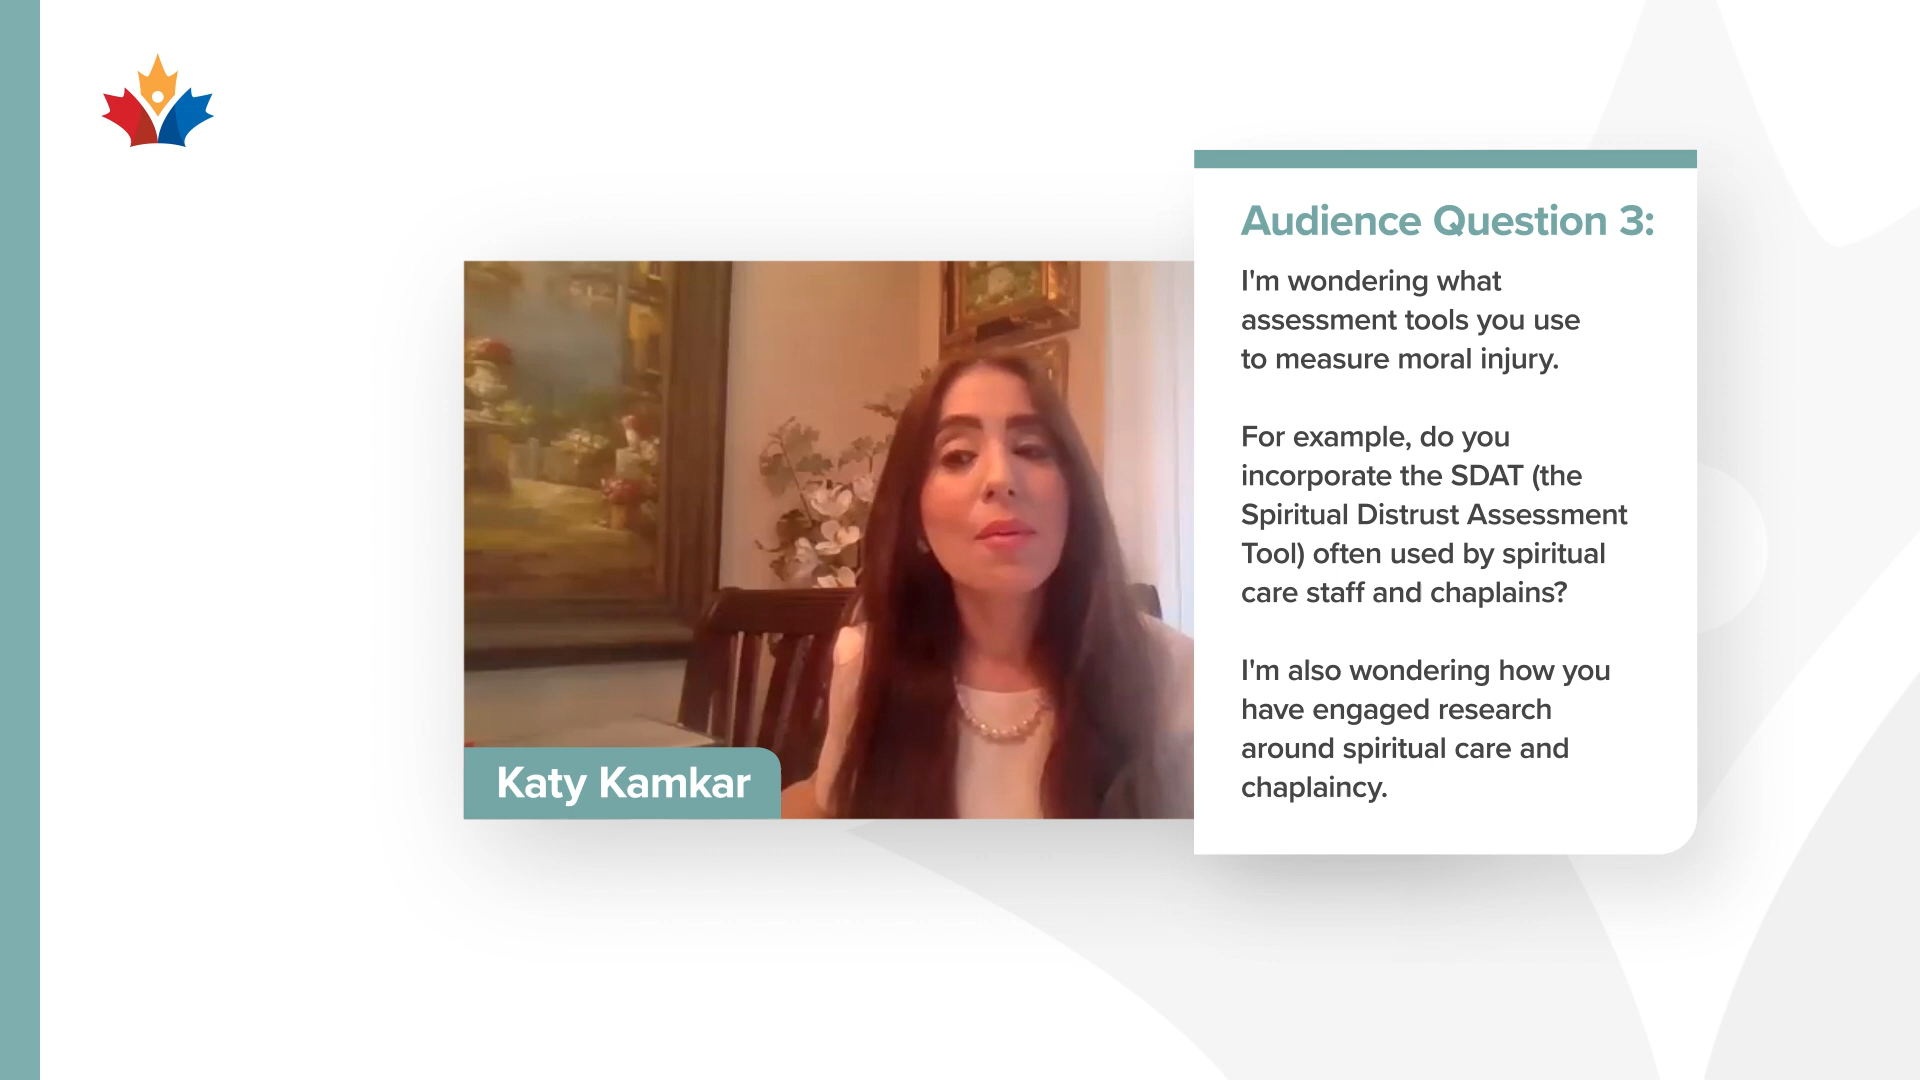 Audience Question 3:
I'm wondering what
assessment tools you use
to measure moral injury.
For example, do you
incorporate the SDAT (the
Spiritual Distrust Assessment
Tool) often used by spiritual
care staff and chaplains?
I'm also wondering how you
have engaged research
around spiritual care and
chaplaincy.
Katy Kamkar